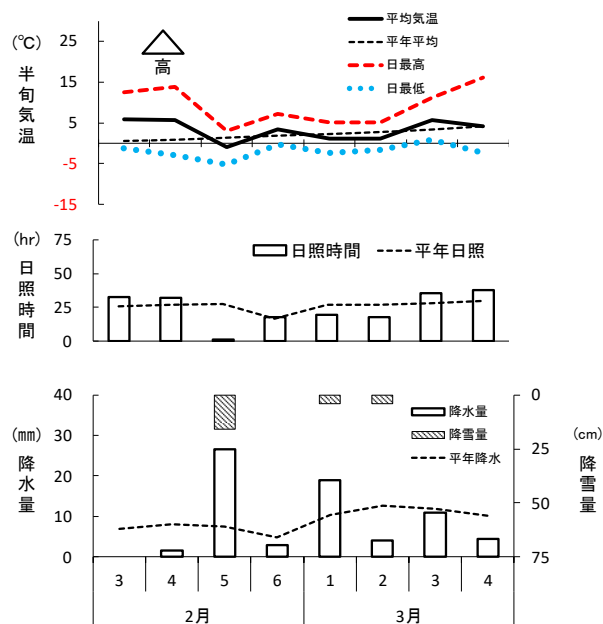 (℃)
半旬気温
25
15
5
-5
-15
高
平均気温
平年平均
日最高
日最低
(hr)
日照時間
75
50
25
0
日照時間
平年日照
(㎜)
降水量
40
30
20
10
0
降水量
降雪量
平年降水
0
25
50
75
(cm)
降雪量
3 4 5 6 1 2 3 4
2月 3月